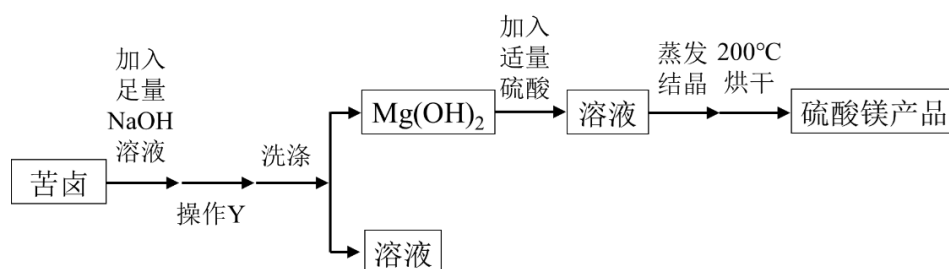 苦卤
加入
足量
NaOH
溶液
操作Y
洗涤
Mg(OH)₂
溶液
加入
适量
硫酸
溶液
蒸发
结晶
200℃
烘干
硫酸镁产品